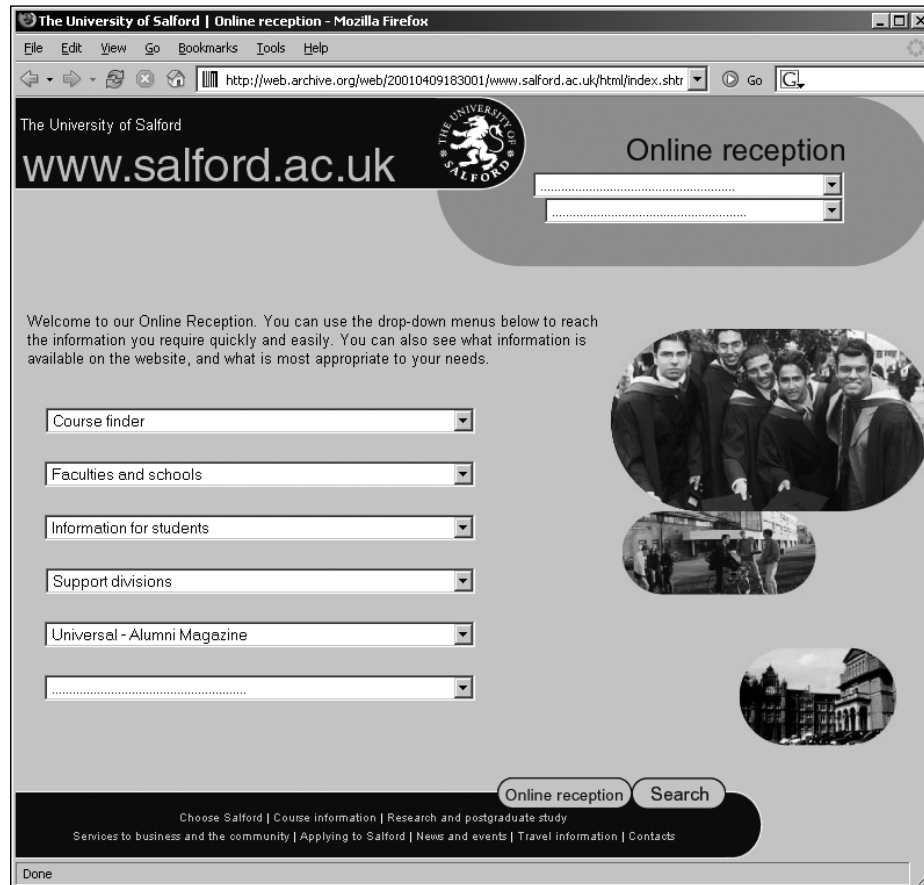 The University of Salford | Online reception - Mozilla Firefox
File Edit View Go Bookmarks Tools Help
http://web.archive.org/web/20010409183001/www.salford.ac.uk/html/index.shtr Go G
The University of Salford
www.salford.ac.uk
THE UNIVERSITY OF SALFORD
Online reception
Welcome to our Online Reception. You can use the drop-down menus below to reach
the information you require quickly and easily. You can also see what information is
available on the website, and what is most appropriate to your needs.
Course finder
Faculties and schools
Information for students
Support divisions
Universal - Alumni Magazine
Online reception Search
Choose Salford | Course information | Research and postgraduate study
Services to business and the community | Applying to Salford | News and events | Travel information | Contacts
Done